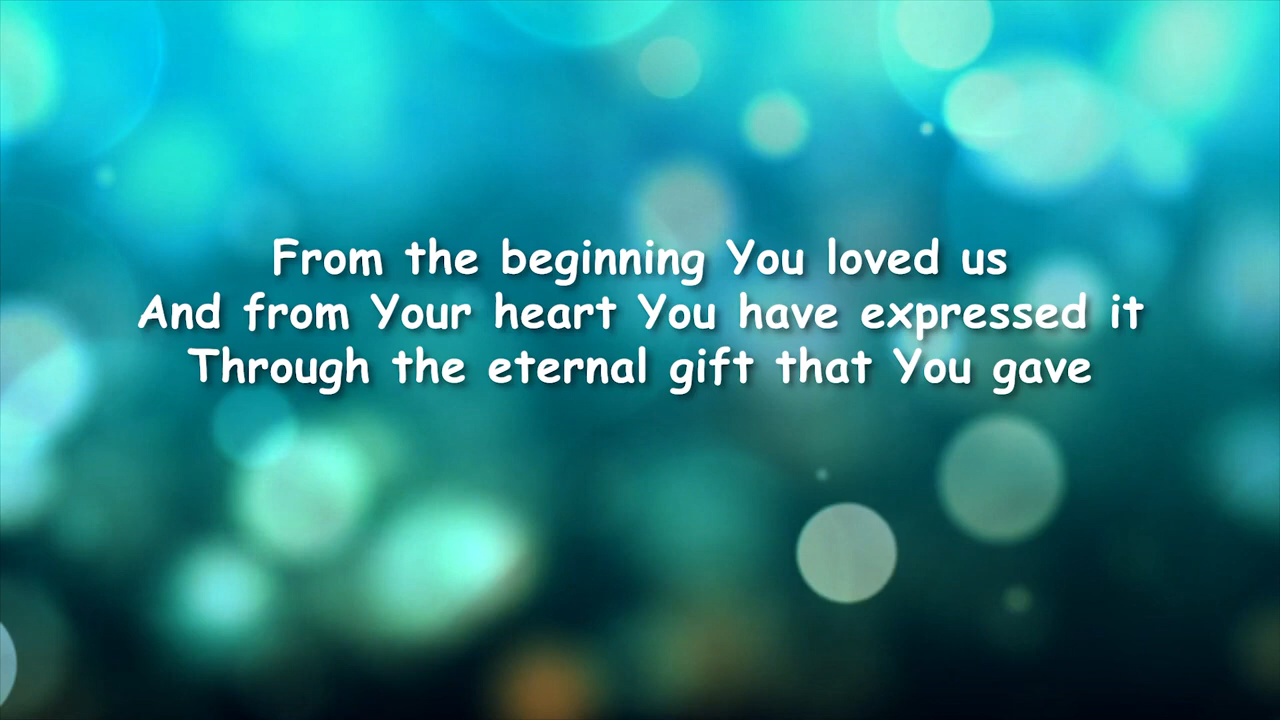 From the beginning You loved us
And from Your heart You have expressed it
Through the eternal gift that You gave